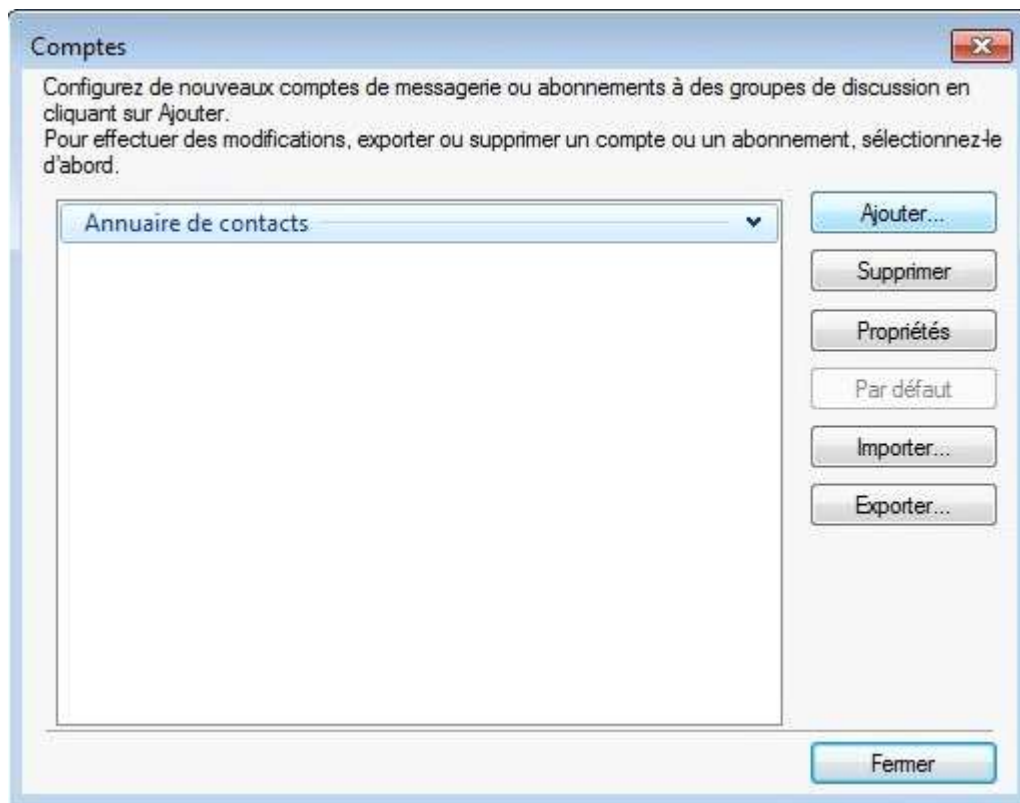 Comptes
Configurez de nouveaux comptes de messagerie ou abonnements à des groupes de discussion en
cliquant sur Ajouter.
Pour effectuer des modifications, exporter ou supprimer un compte ou un abonnement, sélectionnez-le
d'abord.
Annuaire de contacts
Ajouter...
Supprimer
Propriétés
Par défaut
Importer...
Exporter...
Fermer